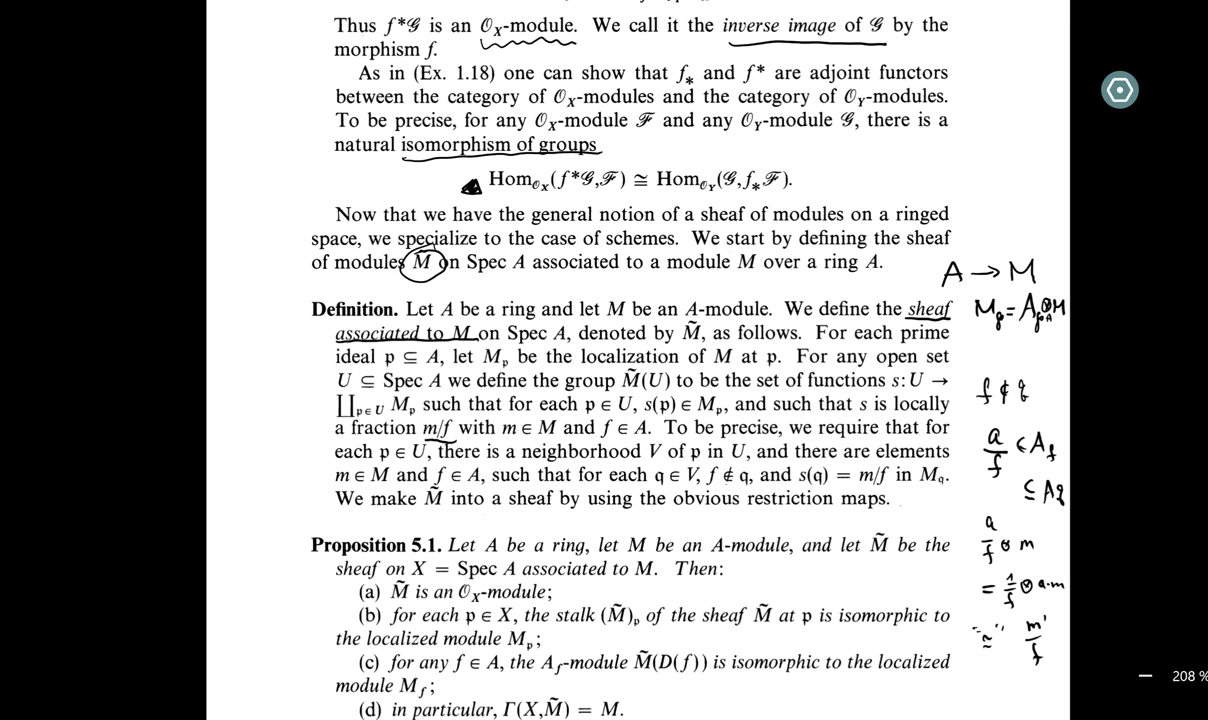 Thus f*𝒢 is an 𝒪_X-module. We call it the inverse image of 𝒢 by the
morphism f.
As in (Ex. 1.18) one can show that f_* and f* are adjoint functors
between the category of 𝒪_X-modules and the category of 𝒪_Y-modules.
To be precise, for any 𝒪_X-module ℱ and any 𝒪_Y-module 𝒢, there is a
natural isomorphism of groups
Hom_𝒪_X(f*𝒢,ℱ) ≅ Hom_𝒪_Y(𝒢,f_*ℱ).
Now that we have the general notion of a sheaf of modules on a ringed
space, we specialize to the case of schemes. We start by defining the sheaf
of modules M̃ on Spec A associated to a module M over a ring A.
A → M
Definition. Let A be a ring and let M be an A-module. We define the sheaf
M_p = A_p ⊗_A M
associated to M on Spec A, denoted by M̃, as follows. For each prime
ideal 𝔭 ⊆ A, let M_𝔭 be the localization of M at 𝔭. For any open set
U ⊆ Spec A we define the group M̃(U) to be the set of functions s: U →
∐_{𝔭∈U} M_𝔭 such that for each 𝔭 ∈ U, s(𝔭) ∈ M_𝔭, and such that s is locally
a fraction m/f with m ∈ M and f ∈ A. To be precise, we require that for
each 𝔭 ∈ U, there is a neighborhood V of 𝔭 in U, and there are elements
m ∈ M and f ∈ A, such that for each 𝔮 ∈ V, f ∉ 𝔮, and s(𝔮) = m/f in M_𝔮.
We make M̃ into a sheaf by using the obvious restriction maps.
f ∉ q
a/f ∈ A_f
⊆ A_q
a/f ⊗ m
= 1/f ⊗ a·m
"≃" m'/f
Proposition 5.1. Let A be a ring, let M be an A-module, and let M̃ be the
sheaf on X = Spec A associated to M. Then:
(a) M̃ is an 𝒪_X-module;
(b) for each 𝔭 ∈ X, the stalk (M̃)_𝔭 of the sheaf M̃ at 𝔭 is isomorphic to
the localized module M_𝔭;
(c) for any f ∈ A, the A_f-module M̃(D(f)) is isomorphic to the localized
module M_f;
(d) in particular, Γ(X,M̃) = M.
208 %